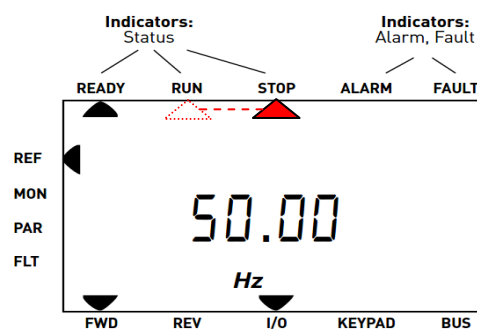 Indicators: Indicators:
Status Alarm, Fault
READY RUN STOP ALARM FAULT
REF
MON
50.00
PAR
FLT
Hz
FWD REV I/O KEYPAD BUS